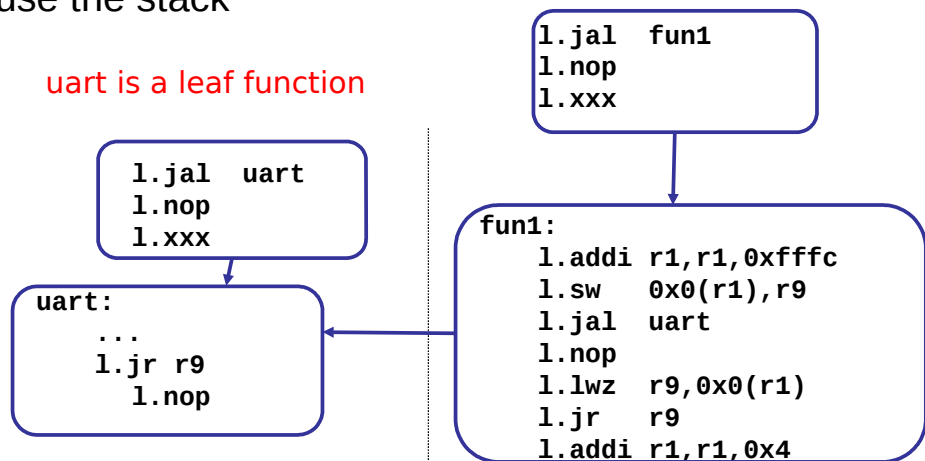 use the stack
uart is a leaf function
l.jal uart
l.nop
l.xxx
uart:
...
l.jr r9
l.nop
l.jal fun1
l.nop
l.xxx
fun1:
l.addi r1,r1,0xfffc
l.sw 0x0(r1),r9
l.jal uart
l.nop
l.lwz r9,0x0(r1)
l.jr r9
l.addi r1,r1,0x4